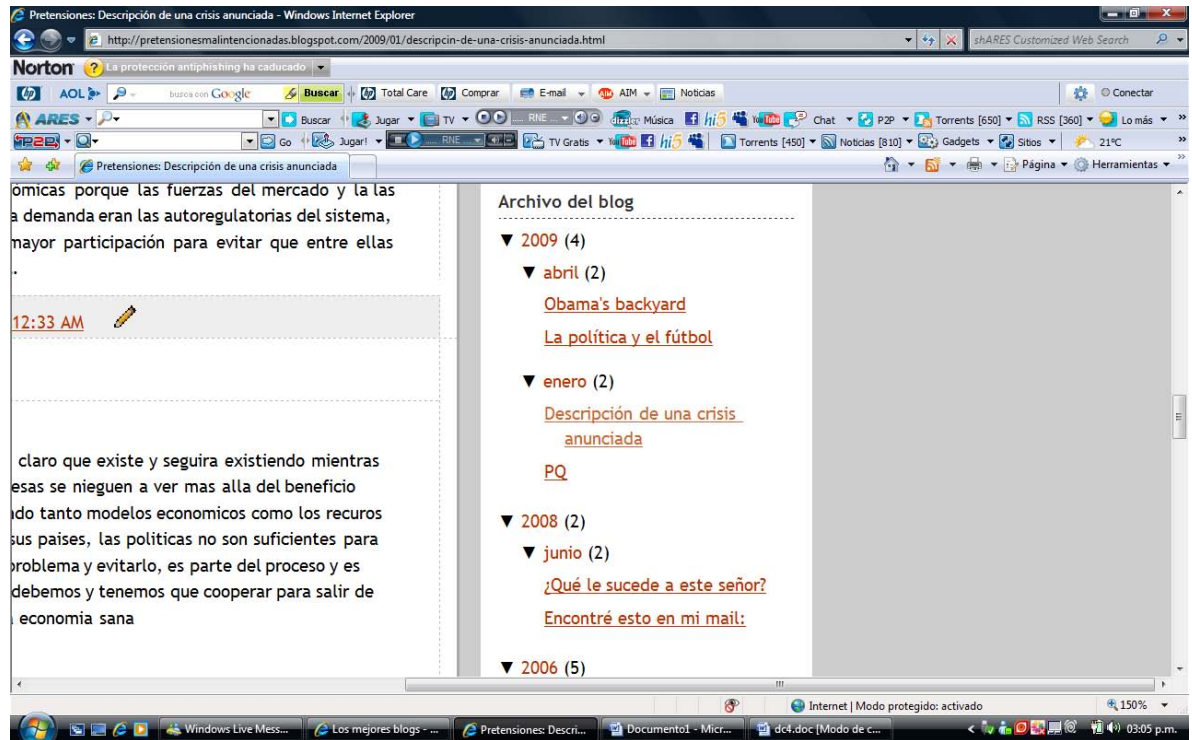 Pretensiones: Descripción de una crisis anunciada - Windows Internet Explorer
http://pretensionesmalintencionadas.blogspot.com/2009/01/descripcin-de-una-crisis-anunciada.html shARES Customized Web Search
Norton La protección antiphishing ha caducado
AOL busca con Google Buscar Total Care Comprar E-mail AIM Noticias Conectar
ARES Buscar Jugar TV RNE Música hi5 YouTube Chat P2P Torrents [650] RSS [360] Lo más
Go Jugar! RNE TV Gratis YouTube hi5 Torrents [450] Noticias [810] Gadgets Sitios 21°C
Pretensiones: Descripción de una crisis anunciada Página Herramientas
ómicas porque las fuerzas del mercado y la las
a demanda eran las autoregulatorias del sistema,
mayor participación para evitar que entre ellas
.
12:33 AM
claro que existe y seguira existiendo mientras
esas se nieguen a ver mas alla del beneficio
ndo tanto modelos economicos como los recuros
sus paises, las politicas no son suficientes para
problema y evitarlo, es parte del proceso y es
debemos y tenemos que cooperar para salir de
economia sana
Archivo del blog
▼ 2009 (4)
▼ abril (2)
Obama's backyard
La política y el fútbol
▼ enero (2)
Descripción de una crisis
anunciada
PQ
▼ 2008 (2)
▼ junio (2)
¿Qué le sucede a este señor?
Encontré esto en mi mail:
▼ 2006 (5)
Internet | Modo protegido: activado 150%
Windows Live Mess... Los mejores blogs - ... Pretensiones: Descri... Documento1 - Micr... dc4.doc [Modo de c... 03:05 p.m.